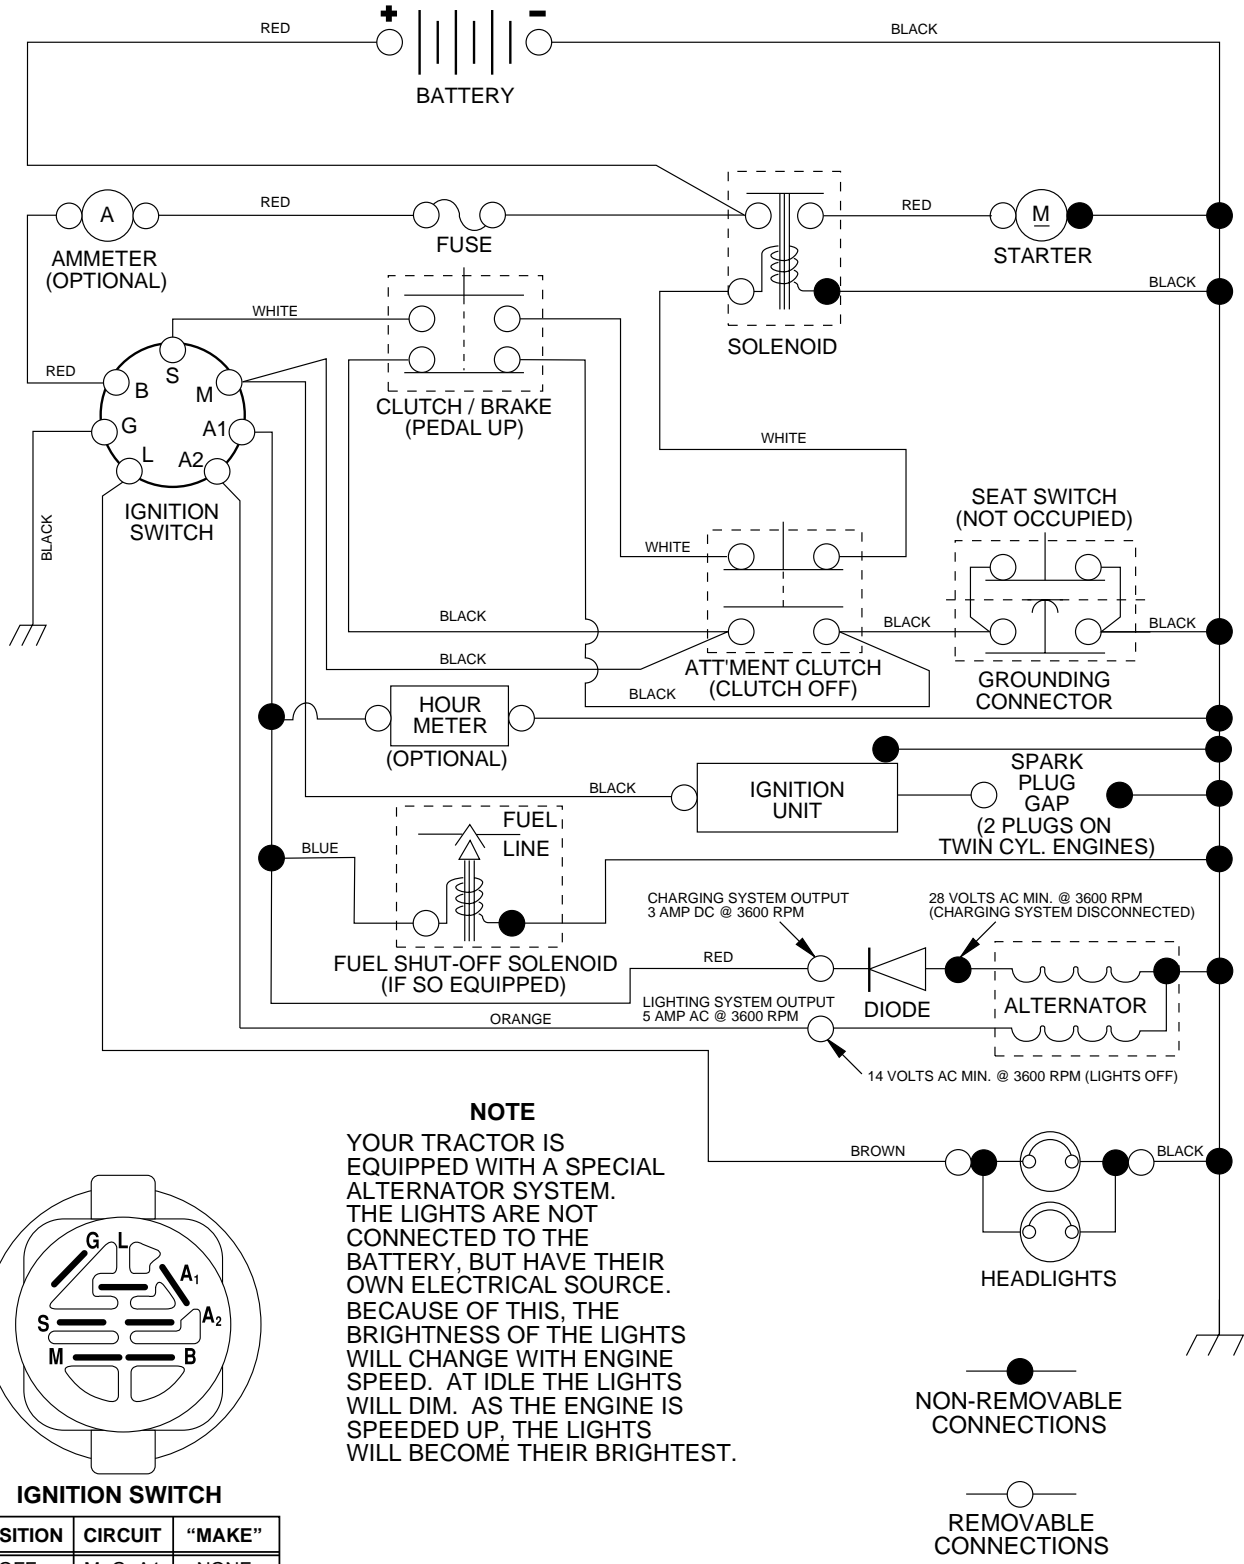 RED
+
-
BLACK
BATTERY
A
RED
AMMETER
(OPTIONAL)
FUSE
RED
M
STARTER
BLACK
SOLENOID
WHITE
RED
S
B
M
G
A1
L
A2
IGNITION
SWITCH
BLACK
CLUTCH / BRAKE
(PEDAL UP)
WHITE
SEAT SWITCH
(NOT OCCUPIED)
WHITE
BLACK
BLACK
BLACK
BLACK
BLACK
ATT'MENT CLUTCH
(CLUTCH OFF)
GROUNDING
CONNECTOR
HOUR
METER
(OPTIONAL)
BLACK
IGNITION
UNIT
SPARK
PLUG
GAP
(2 PLUGS ON
TWIN CYL. ENGINES)
FUEL
LINE
BLUE
FUEL SHUT-OFF SOLENOID
(IF SO EQUIPPED)
CHARGING SYSTEM OUTPUT
3 AMP DC @ 3600 RPM
28 VOLTS AC MIN. @ 3600 RPM
(CHARGING SYSTEM DISCONNECTED)
RED
DIODE
ALTERNATOR
LIGHTING SYSTEM OUTPUT
5 AMP AC @ 3600 RPM
ORANGE
14 VOLTS AC MIN. @ 3600 RPM (LIGHTS OFF)
BROWN
BLACK
HEADLIGHTS
NOTE
YOUR TRACTOR IS
EQUIPPED WITH A SPECIAL
ALTERNATOR SYSTEM.
THE LIGHTS ARE NOT
CONNECTED TO THE
BATTERY, BUT HAVE THEIR
OWN ELECTRICAL SOURCE.
BECAUSE OF THIS, THE
BRIGHTNESS OF THE LIGHTS
WILL CHANGE WITH ENGINE
SPEED. AT IDLE THE LIGHTS
WILL DIM. AS THE ENGINE IS
SPEEDED UP, THE LIGHTS
WILL BECOME THEIR BRIGHTEST.
G L
A₁
S
A₂
M B
IGNITION SWITCH
SITION CIRCUIT “MAKE”
NON-REMOVABLE
CONNECTIONS
REMOVABLE
CONNECTIONS